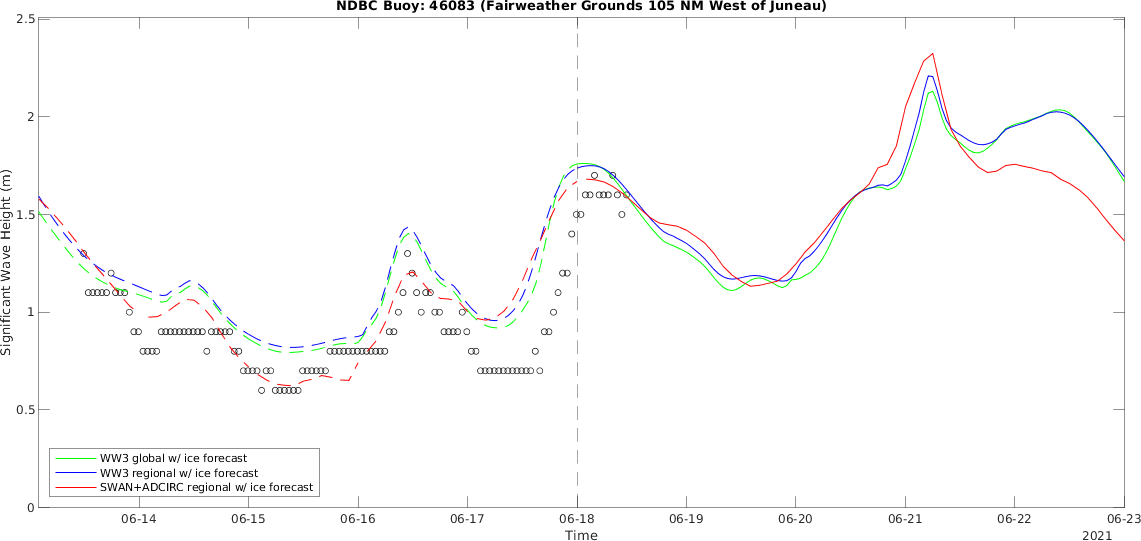 NDBC Buoy: 46083 (Fairweather Grounds 105 NM West of Juneau)
2.5
2
1.5
1
0.5
0
Significant Wave Height (m)
WW3 global w/ ice forecast
WW3 regional w/ ice forecast
SWAN+ADCIRC regional w/ ice forecast
06-14 06-15 06-16 06-17 06-18 06-19 06-20 06-21 06-22 06-23
Time
2021